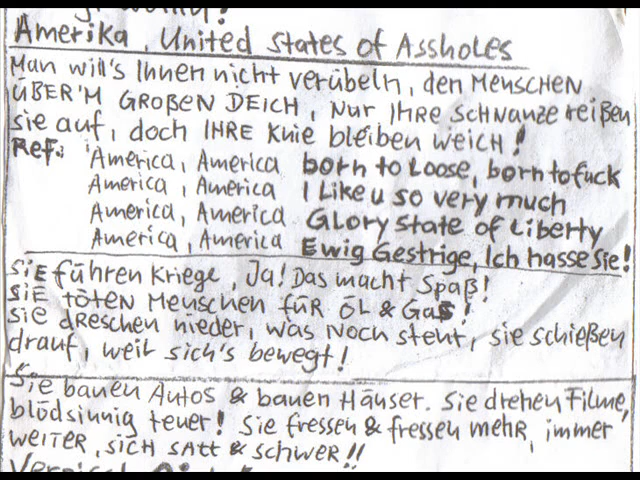 Amerika, United States of Assholes
Man will's Ihnen nicht verübeln, den Menschen
ÜBER'M GROßEN DEICH, Nur IHRE SCHNAUZE reißen
sie auf, doch IHRE Knie bleiben weich!
Ref: America, America born to Loose, born to fuck
America, America I Like u so very much
America, America Glory State of Liberty
America, America Ewig Gestrige, Ich hasse Sie!
Sie führen Kriege, Ja! Das macht Spaß!
SIE töten Menschen für ÖL & Gas!
Sie dreschen nieder, was noch steht, sie schießen
drauf, weil sich's bewegt!
Sie bauen Autos & bauen Häuser. Sie drehen Filme,
blödsinnig teuer! Sie fressen & fressen mehr, immer
weiter, sich satt & schwer!!